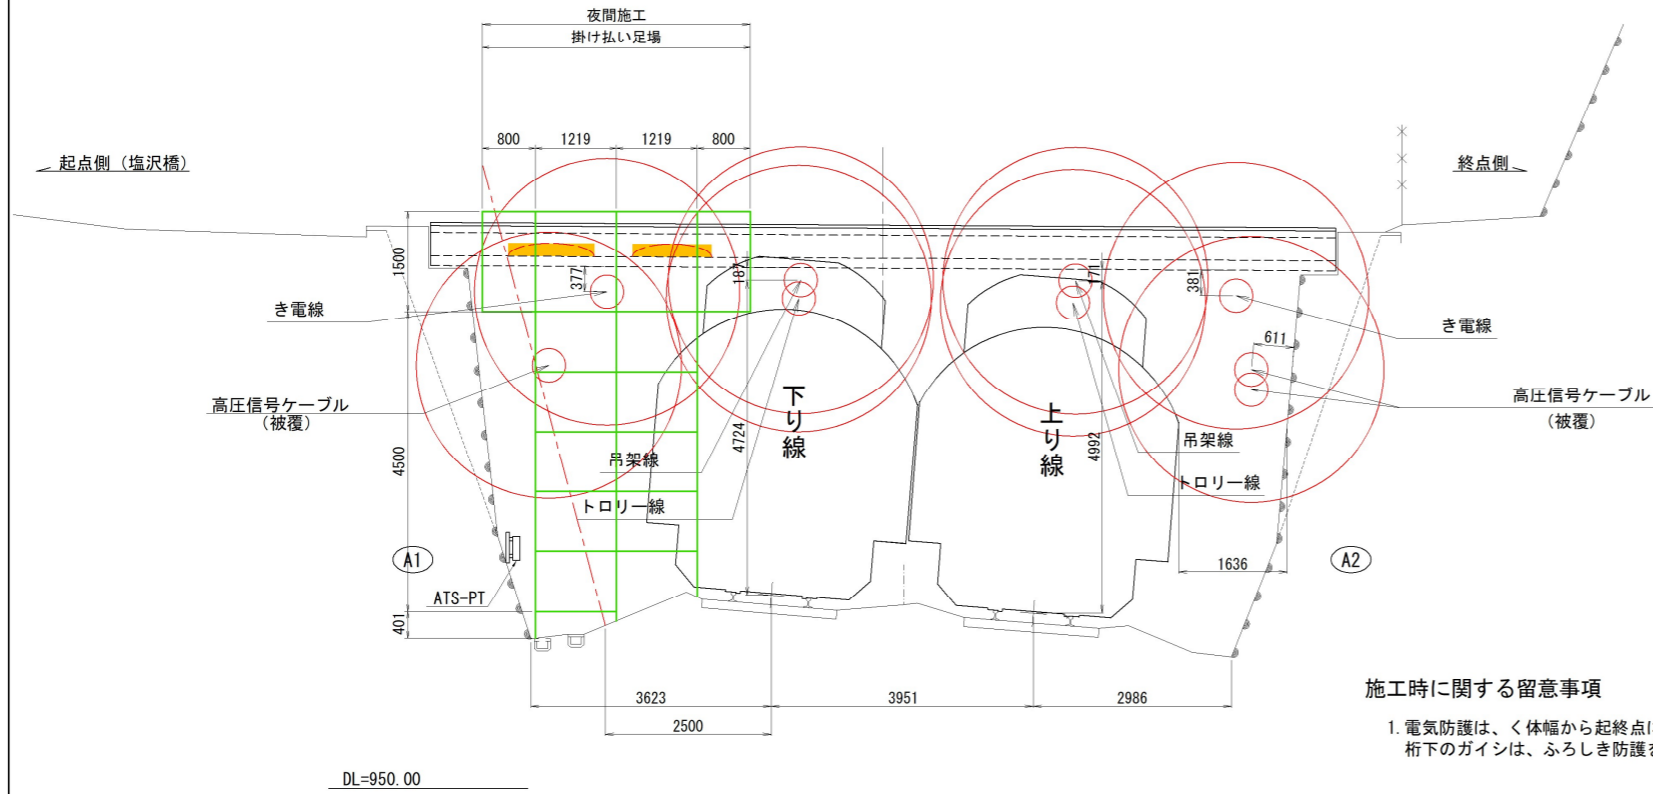 夜間施工
掛け払い足場
800 1219 1219 800
起点側（塩沢橋）
終点側
1500
377
187
171
381
き電線
き電線
611
高圧信号ケーブル
（被覆）
高圧信号ケーブル
（被覆）
下り線
上り線
4500
4724
4992
吊架線
吊架線
トロリー線
トロリー線
A1
A2
1636
ATS-PT
401
3623 3951 2986
2500
施工時に関する留意事項
1. 電気防護は、く体幅から起終点
桁下のガイシは、ふろしき防護
DL=950.00